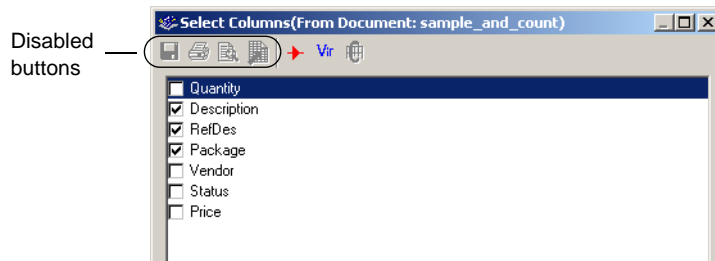 Select Columns(From Document: sample_and_count)
Disabled
buttons
Vir
Quantity
Description
RefDes
Package
Vendor
Status
Price